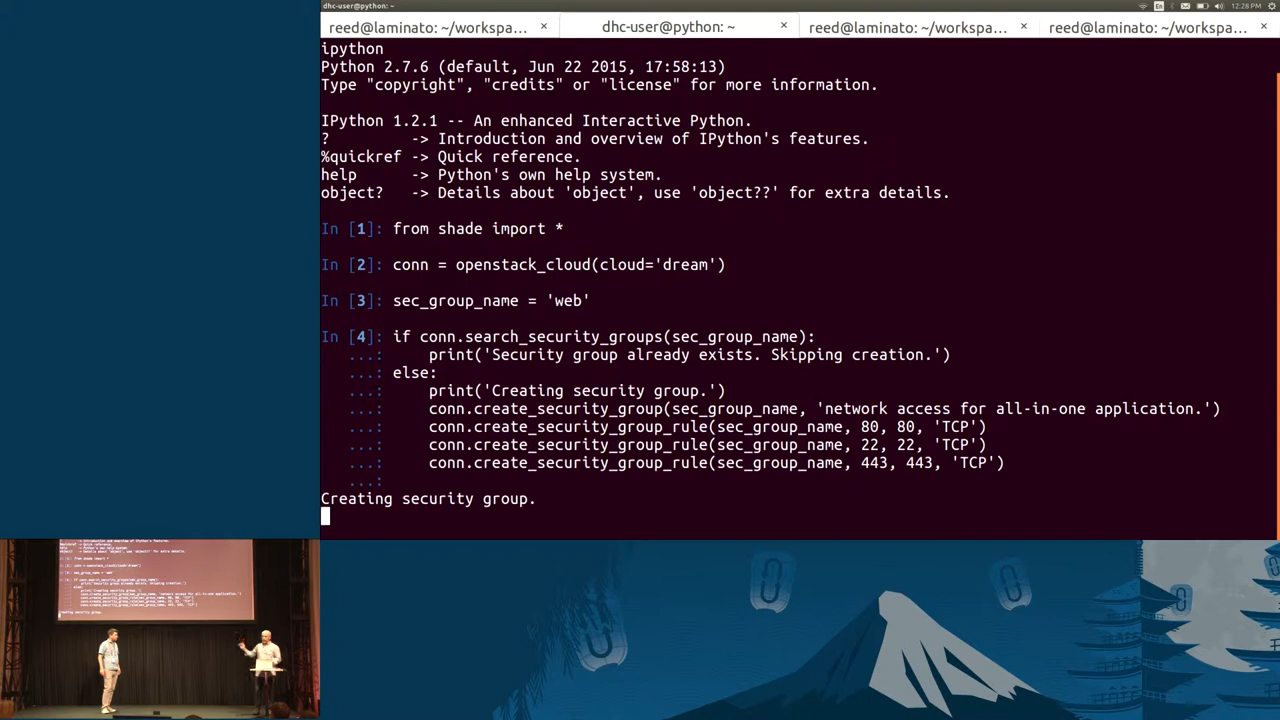 dhc-user@python: ~
En
12:28 PM
reed@laminato: ~/workspa... ×
dhc-user@python: ~ ×
reed@laminato: ~/workspa... ×
reed@laminato: ~/workspa... ×
ipython
Python 2.7.6 (default, Jun 22 2015, 17:58:13)
Type "copyright", "credits" or "license" for more information.
IPython 1.2.1 -- An enhanced Interactive Python.
?         -> Introduction and overview of IPython's features.
%quickref -> Quick reference.
help      -> Python's own help system.
object?   -> Details about 'object', use 'object??' for extra details.
In [1]: from shade import *
In [2]: conn = openstack_cloud(cloud='dream')
In [3]: sec_group_name = 'web'
In [4]: if conn.search_security_groups(sec_group_name):
   ...:     print('Security group already exists. Skipping creation.')
   ...: else:
   ...:     print('Creating security group.')
   ...:     conn.create_security_group(sec_group_name, 'network access for all-in-one application.')
   ...:     conn.create_security_group_rule(sec_group_name, 80, 80, 'TCP')
   ...:     conn.create_security_group_rule(sec_group_name, 22, 22, 'TCP')
   ...:     conn.create_security_group_rule(sec_group_name, 443, 443, 'TCP')
   ...:
Creating security group.